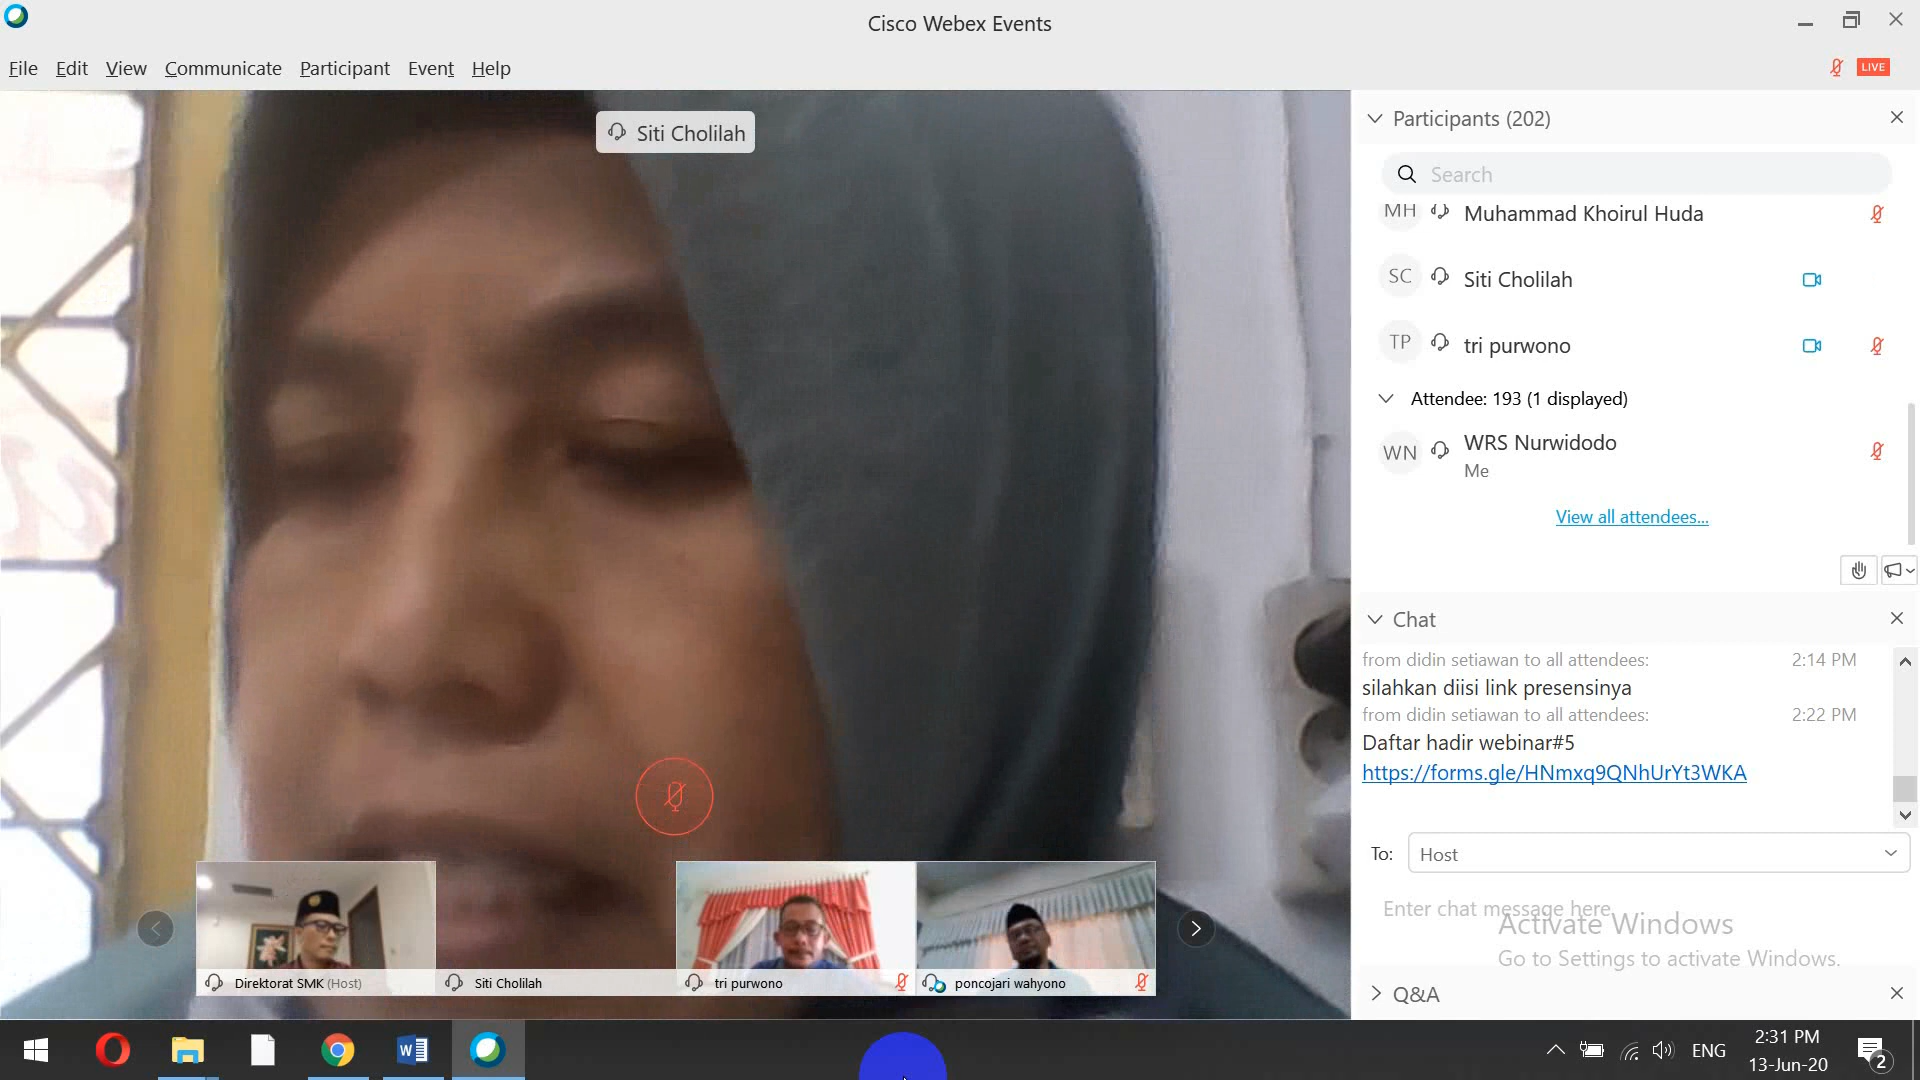 Cisco Webex Events
File Edit View Communicate Participant Event Help
LIVE
Siti Cholilah
Participants (202)
Search
MH Muhammad Khoirul Huda
SC Siti Cholilah
TP tri purwono
Attendee: 193 (1 displayed)
WN WRS Nurwidodo
Me
View all attendees...
Chat
from didin setiawan to all attendees: 2:14 PM
silahkan diisi link presensinya
from didin setiawan to all attendees: 2:22 PM
Daftar hadir webinar#5
https://forms.gle/HNmxq9QNhUrYt3WKA
To: Host
Enter chat message here
Activate Windows
Go to Settings to activate Windows.
Q&A
Direktorat SMK (Host)
Siti Cholilah
tri purwono
poncojari wahyono
ENG
2:31 PM
13-Jun-20
2